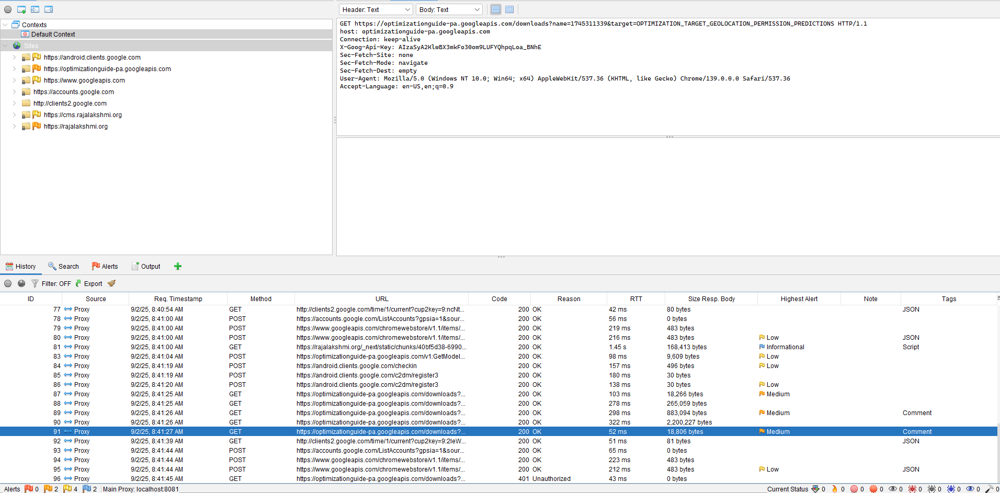 Header: Text
Body: Text
Contexts
Default Context
Sites
https://android.clients.google.com
https://optimizationguide-pa.googleapis.com
https://www.googleapis.com
https://accounts.google.com
http://clients2.google.com
https://cms.rajalakshmi.org
https://rajalakshmi.org
GET https://optimizationguide-pa.googleapis.com/downloads?name=1745311339&target=OPTIMIZATION_TARGET_GEOLOCATION_PERMISSION_PREDICTIONS HTTP/1.1
host: optimizationguide-pa.googleapis.com
Connection: keep-alive
X-Goog-Api-Key: AIzaSyA2KlwBX3mkFo30om9LUFYQhpqLoa_BNhE
Sec-Fetch-Site: none
Sec-Fetch-Mode: navigate
Sec-Fetch-Dest: empty
User-Agent: Mozilla/5.0 (Windows NT 10.0; Win64; x64) AppleWebKit/537.36 (KHTML, like Gecko) Chrome/139.0.0.0 Safari/537.36
Accept-Language: en-US,en;q=0.9
History Search Alerts Output
Filter: OFF Export
ID Source Req. Timestamp Method URL Code Reason RTT Size Resp. Body Highest Alert Note Tags
77 Proxy 9/2/25, 8:40:54 AM GET http://clients2.google.com/time/1/current?cup2key=9:ncNt... 200 OK 42 ms 80 bytes JSON
78 Proxy 9/2/25, 8:41:00 AM POST https://accounts.google.com/ListAccounts?gpsia=1&sour... 200 OK 56 ms 0 bytes
79 Proxy 9/2/25, 8:41:00 AM POST https://www.googleapis.com/chromewebstore/v1.1/items/... 200 OK 219 ms 483 bytes
80 Proxy 9/2/25, 8:41:00 AM POST https://www.googleapis.com/chromewebstore/v1.1/items/... 200 OK 216 ms 483 bytes Low JSON
81 Proxy 9/2/25, 8:41:00 AM GET https://rajalakshmi.org/_next/static/chunks/40bf5d38-6990... 200 OK 1.45 s 168,413 bytes Informational Script
83 Proxy 9/2/25, 8:41:04 AM POST https://optimizationguide-pa.googleapis.com/v1:GetModel... 200 OK 98 ms 9,609 bytes Low
84 Proxy 9/2/25, 8:41:19 AM POST https://android.clients.google.com/checkin 200 OK 157 ms 496 bytes Low
85 Proxy 9/2/25, 8:41:19 AM POST https://android.clients.google.com/c2dm/register3 200 OK 180 ms 30 bytes
86 Proxy 9/2/25, 8:41:20 AM POST https://android.clients.google.com/c2dm/register3 200 OK 138 ms 30 bytes Low
87 Proxy 9/2/25, 8:41:25 AM GET https://optimizationguide-pa.googleapis.com/downloads?... 200 OK 103 ms 18,266 bytes Medium
88 Proxy 9/2/25, 8:41:25 AM GET https://optimizationguide-pa.googleapis.com/downloads?... 200 OK 278 ms 265,059 bytes
89 Proxy 9/2/25, 8:41:26 AM GET https://optimizationguide-pa.googleapis.com/downloads?... 200 OK 298 ms 883,094 bytes Medium Comment
90 Proxy 9/2/25, 8:41:26 AM GET https://optimizationguide-pa.googleapis.com/downloads?... 200 OK 322 ms 2,200,227 bytes
91 Proxy 9/2/25, 8:41:27 AM GET https://optimizationguide-pa.googleapis.com/downloads?... 200 OK 52 ms 18,806 bytes Medium Comment
92 Proxy 9/2/25, 8:41:39 AM GET http://clients2.google.com/time/1/current?cup2key=9:2leW... 200 OK 51 ms 81 bytes JSON
93 Proxy 9/2/25, 8:41:44 AM POST https://accounts.google.com/ListAccounts?gpsia=1&sour... 200 OK 65 ms 0 bytes
94 Proxy 9/2/25, 8:41:44 AM POST https://www.googleapis.com/chromewebstore/v1.1/items/... 200 OK 223 ms 483 bytes
95 Proxy 9/2/25, 8:41:44 AM POST https://www.googleapis.com/chromewebstore/v1.1/items/... 200 OK 212 ms 483 bytes Low JSON
96 Proxy 9/2/25, 8:41:45 AM GET https://optimizationguide-pa.googleapis.com/downloads?... 401 Unauthorized 43 ms 0 bytes
Alerts 0 2 4 2 Main Proxy: localhost:8081 Current Status 0 0 0 0 0 0 0 0 0 0